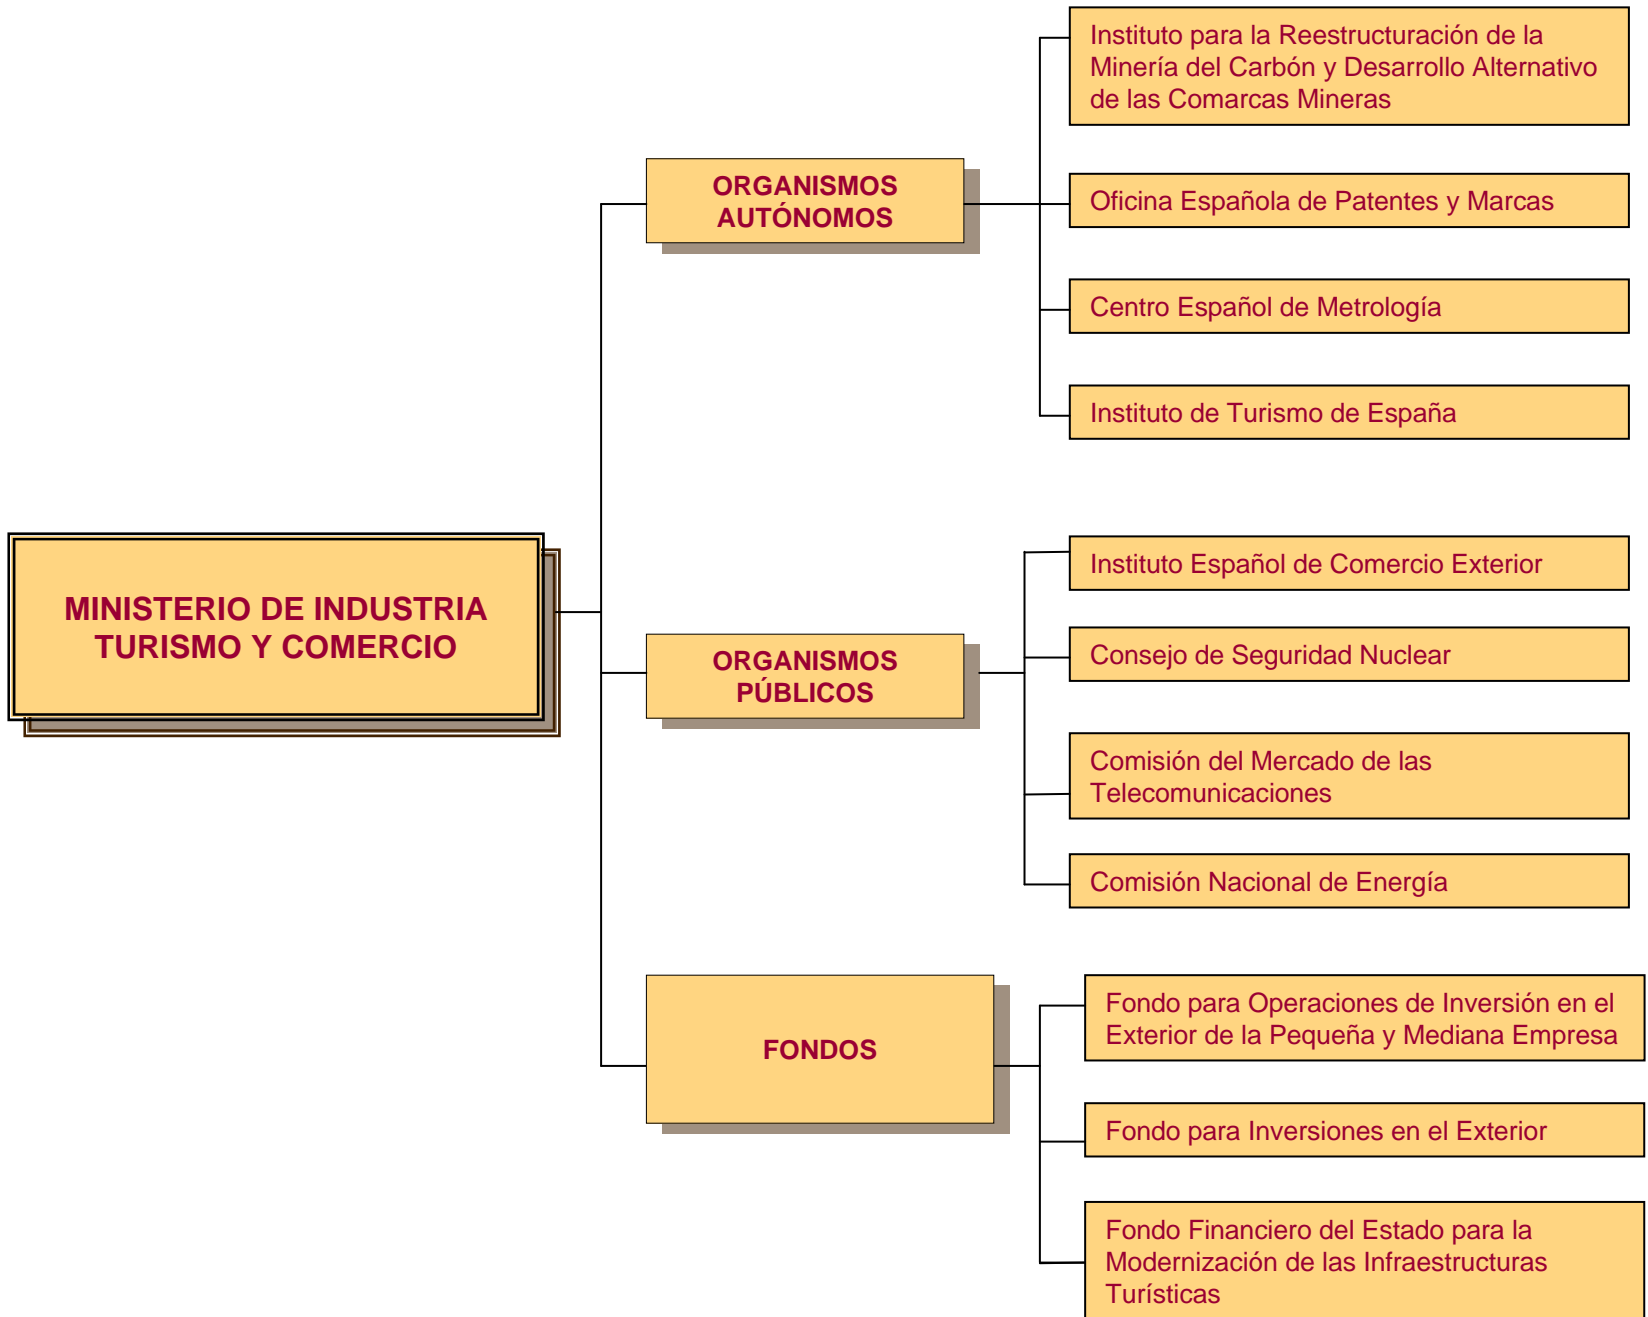 Instituto para la Reestructuración de la
Minería del Carbón y Desarrollo Alternativo
de las Comarcas Mineras
ORGANISMOS
AUTÓNOMOS
Oficina Española de Patentes y Marcas
Centro Español de Metrología
Instituto de Turismo de España
MINISTERIO DE INDUSTRIA
TURISMO Y COMERCIO
Instituto Español de Comercio Exterior
ORGANISMOS
PÚBLICOS
Consejo de Seguridad Nuclear
Comisión del Mercado de las
Telecomunicaciones
Comisión Nacional de Energía
FONDOS
Fondo para Operaciones de Inversión en el
Exterior de la Pequeña y Mediana Empresa
Fondo para Inversiones en el Exterior
Fondo Financiero del Estado para la
Modernización de las Infraestructuras
Turísticas